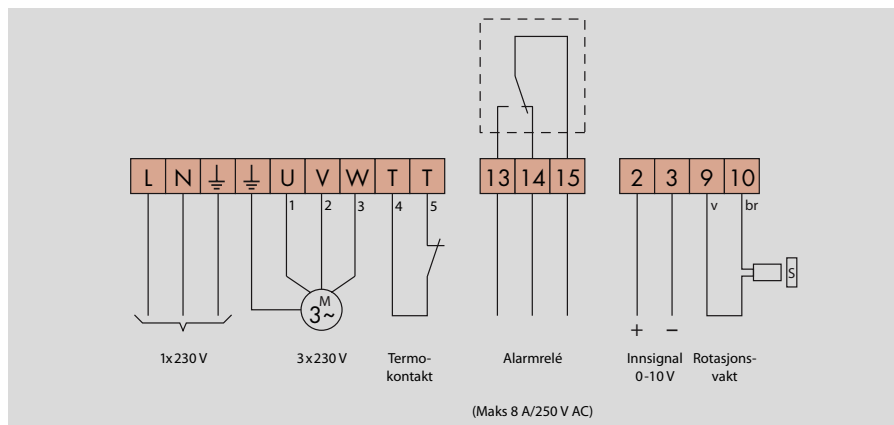 L N U V W T T
13 14 15
2 3 9 10
1 2 3 4 5
v br
M
3~
S
+ −
1x230 V
3x230 V
Termo-
kontakt
Alarmrelé
Innsignal
0-10 V
Rotasjons-
vakt
(Maks 8 A/250 V AC)